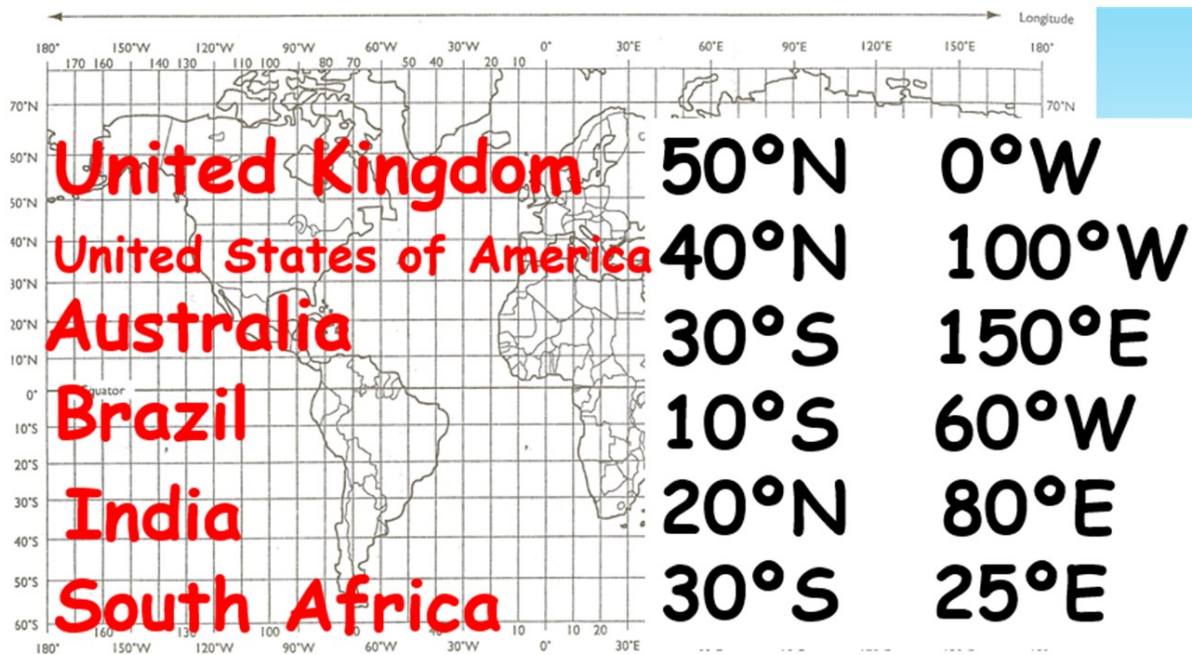 Longitude
180° 150°W 120°W 90°W 60°W 30°W 0° 30°E 60°E 90°E 120°E 150°E 180°
170 160 130 110 100 80 70 40 20 10
70°N 70°N
60°N United Kingdom 50°N 0°W
50°N
40°N United States of America 40°N 100°W
30°N
20°N Australia 30°S 150°E
10°N
0° Equator
10°S Brazil 10°S 60°W
20°S
30°S India 20°N 80°E
40°S
50°S South Africa 30°S 25°E
60°S 160 130 100 40 10 10 20
180° 150°W 120°W 90°W 60°W 30°W 0° 30°E